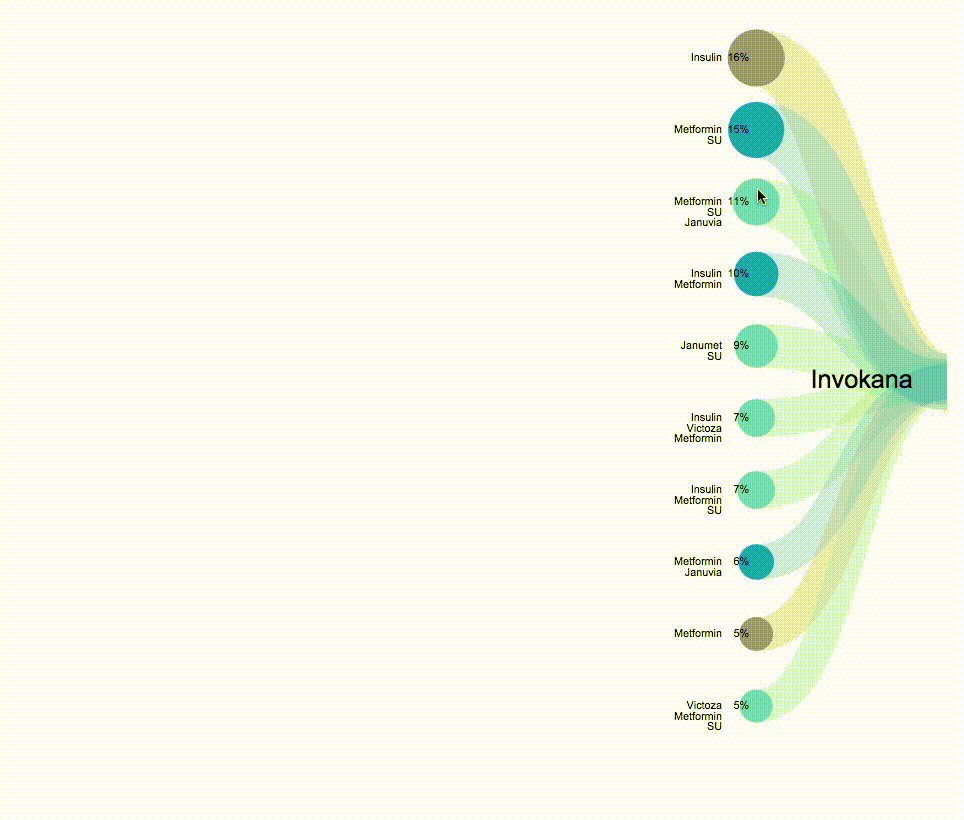 Insulin 16%
Metformin 15%
SU
Metformin 11%
SU
Januvia
Insulin 10%
Metformin
Janumet 9%
SU
Invokana
Insulin 7%
Victoza
Metformin
Insulin 7%
Metformin
SU
Metformin 6%
Januvia
Metformin 5%
Victoza 5%
Metformin
SU